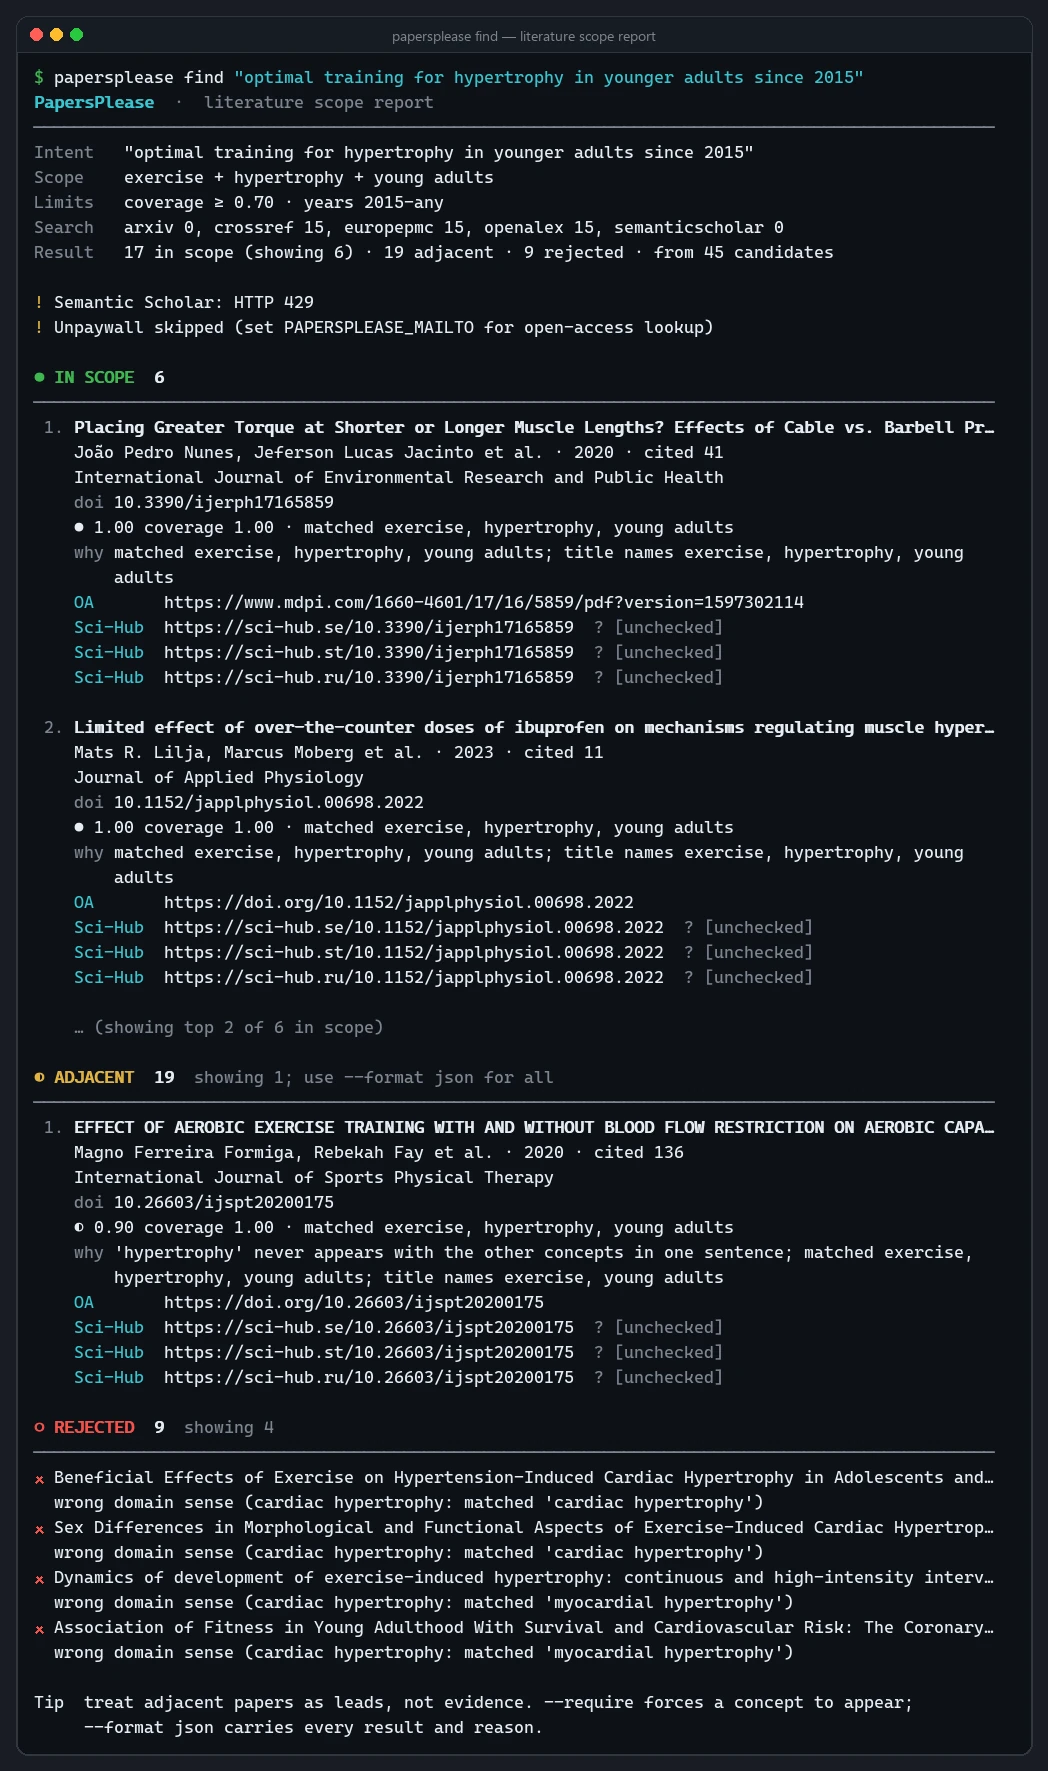 papersplease find — literature scope report
$ papersplease find "optimal training for hypertrophy in younger adults since 2015"
PapersPlease · literature scope report
Intent "optimal training for hypertrophy in younger adults since 2015"
Scope exercise + hypertrophy + young adults
Limits coverage ≥ 0.70 · years 2015-any
Search arxiv 0, crossref 15, europepmc 15, openalex 15, semanticscholar 0
Result 17 in scope (showing 6) · 19 adjacent · 9 rejected · from 45 candidates
! Semantic Scholar: HTTP 429
! Unpaywall skipped (set PAPERSPLEASE_MAILTO for open-access lookup)
● IN SCOPE 6
1. Placing Greater Torque at Shorter or Longer Muscle Lengths? Effects of Cable vs. Barbell Pr…
João Pedro Nunes, Jeferson Lucas Jacinto et al. · 2020 · cited 41
International Journal of Environmental Research and Public Health
doi 10.3390/ijerph17165859
● 1.00 coverage 1.00 · matched exercise, hypertrophy, young adults
why matched exercise, hypertrophy, young adults; title names exercise, hypertrophy, young
adults
OA https://www.mdpi.com/1660-4601/17/16/5859/pdf?version=1597302114
Sci-Hub https://sci-hub.se/10.3390/ijerph17165859 ? [unchecked]
Sci-Hub https://sci-hub.st/10.3390/ijerph17165859 ? [unchecked]
Sci-Hub https://sci-hub.ru/10.3390/ijerph17165859 ? [unchecked]
2. Limited effect of over-the-counter doses of ibuprofen on mechanisms regulating muscle hyper…
Mats R. Lilja, Marcus Moberg et al. · 2023 · cited 11
Journal of Applied Physiology
doi 10.1152/japplphysiol.00698.2022
● 1.00 coverage 1.00 · matched exercise, hypertrophy, young adults
why matched exercise, hypertrophy, young adults; title names exercise, hypertrophy, young
adults
OA https://doi.org/10.1152/japplphysiol.00698.2022
Sci-Hub https://sci-hub.se/10.1152/japplphysiol.00698.2022 ? [unchecked]
Sci-Hub https://sci-hub.st/10.1152/japplphysiol.00698.2022 ? [unchecked]
Sci-Hub https://sci-hub.ru/10.1152/japplphysiol.00698.2022 ? [unchecked]
… (showing top 2 of 6 in scope)
◐ ADJACENT 19 showing 1; use --format json for all
1. EFFECT OF AEROBIC EXERCISE TRAINING WITH AND WITHOUT BLOOD FLOW RESTRICTION ON AEROBIC CAPA…
Magno Ferreira Formiga, Rebekah Fay et al. · 2020 · cited 136
International Journal of Sports Physical Therapy
doi 10.26603/ijspt20200175
◐ 0.90 coverage 1.00 · matched exercise, hypertrophy, young adults
why 'hypertrophy' never appears with the other concepts in one sentence; matched exercise,
hypertrophy, young adults; title names exercise, young adults
OA https://doi.org/10.26603/ijspt20200175
Sci-Hub https://sci-hub.se/10.26603/ijspt20200175 ? [unchecked]
Sci-Hub https://sci-hub.st/10.26603/ijspt20200175 ? [unchecked]
Sci-Hub https://sci-hub.ru/10.26603/ijspt20200175 ? [unchecked]
○ REJECTED 9 showing 4
× Beneficial Effects of Exercise on Hypertension-Induced Cardiac Hypertrophy in Adolescents and…
wrong domain sense (cardiac hypertrophy: matched 'cardiac hypertrophy')
× Sex Differences in Morphological and Functional Aspects of Exercise-Induced Cardiac Hypertrop…
wrong domain sense (cardiac hypertrophy: matched 'cardiac hypertrophy')
× Dynamics of development of exercise-induced hypertrophy: continuous and high-intensity interv…
wrong domain sense (cardiac hypertrophy: matched 'myocardial hypertrophy')
× Association of Fitness in Young Adulthood With Survival and Cardiovascular Risk: The Coronary…
wrong domain sense (cardiac hypertrophy: matched 'myocardial hypertrophy')
Tip treat adjacent papers as leads, not evidence. --require forces a concept to appear;
--format json carries every result and reason.